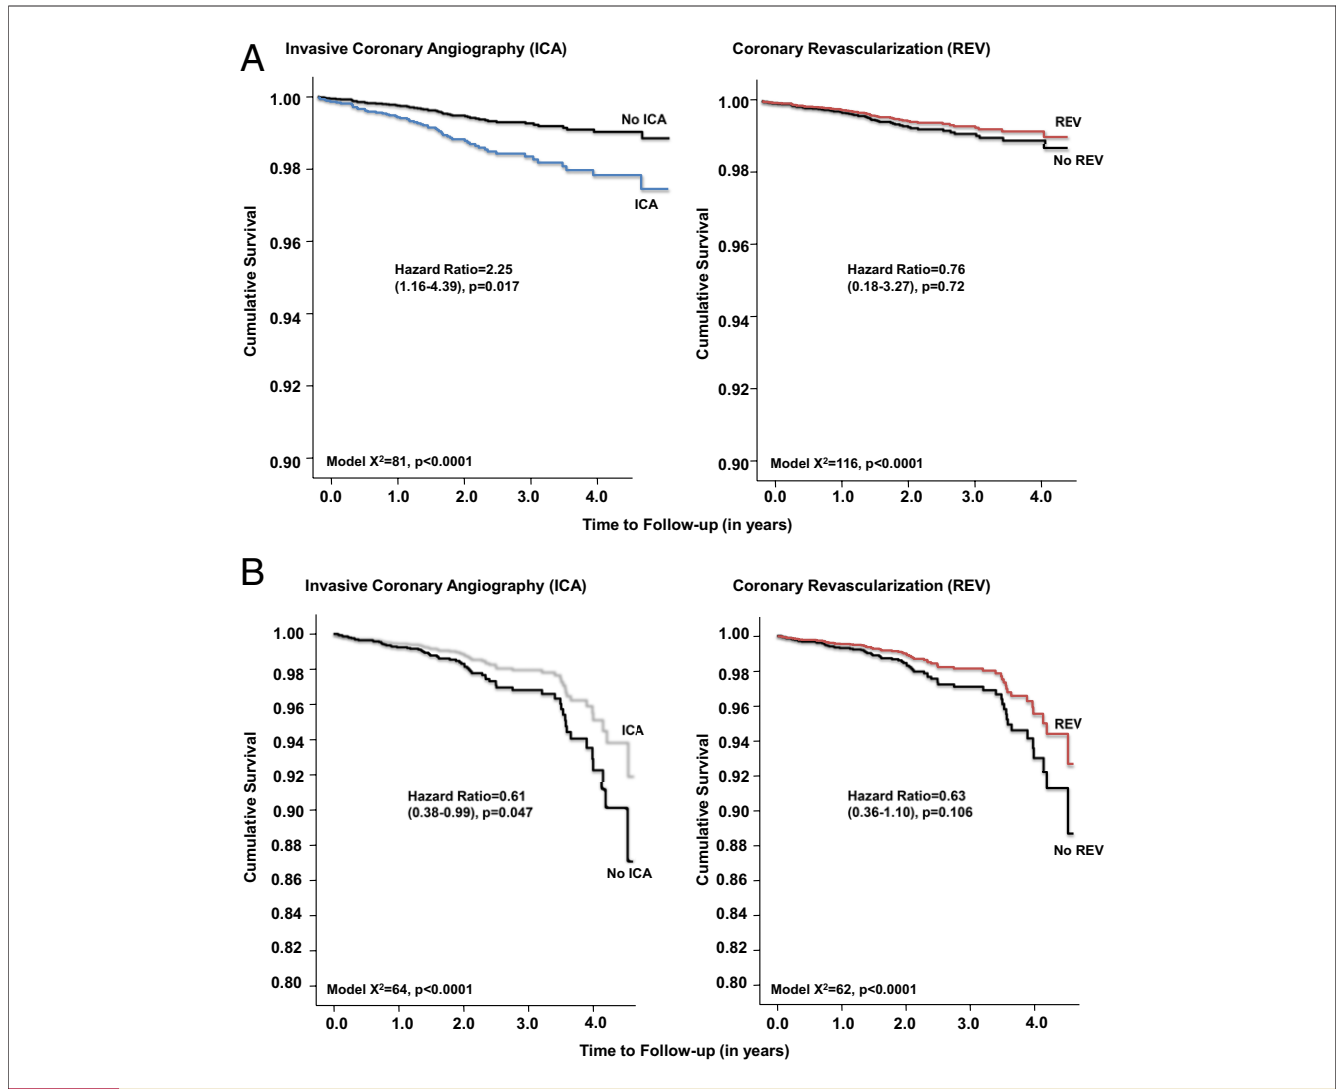 A
Invasive Coronary Angiography (ICA)
Coronary Revascularization (REV)
Cumulative Survival
1.00
0.98
0.96
0.94
0.92
0.90
No ICA
ICA
Hazard Ratio=2.25
(1.16-4.39), p=0.017
Model X²=81, p<0.0001
0.0 1.0 2.0 3.0 4.0
Cumulative Survival
1.00
0.98
0.96
0.94
0.92
0.90
REV
No REV
Hazard Ratio=0.76
(0.18-3.27), p=0.72
Model X²=116, p<0.0001
0.0 1.0 2.0 3.0 4.0
Time to Follow-up (in years)
B
Invasive Coronary Angiography (ICA)
Coronary Revascularization (REV)
Cumulative Survival
1.00
0.98
0.96
0.94
0.92
0.90
0.88
0.86
0.84
0.82
0.80
ICA
Hazard Ratio=0.61
(0.38-0.99), p=0.047
No ICA
Model X²=64, p<0.0001
0.0 1.0 2.0 3.0 4.0
Cumulative Survival
1.00
0.98
0.96
0.94
0.92
0.90
0.88
0.86
0.84
0.82
0.80
REV
Hazard Ratio=0.63
(0.36-1.10), p=0.106
No REV
Model X²=62, p<0.0001
0.0 1.0 2.0 3.0 4.0
Time to Follow-up (in years)